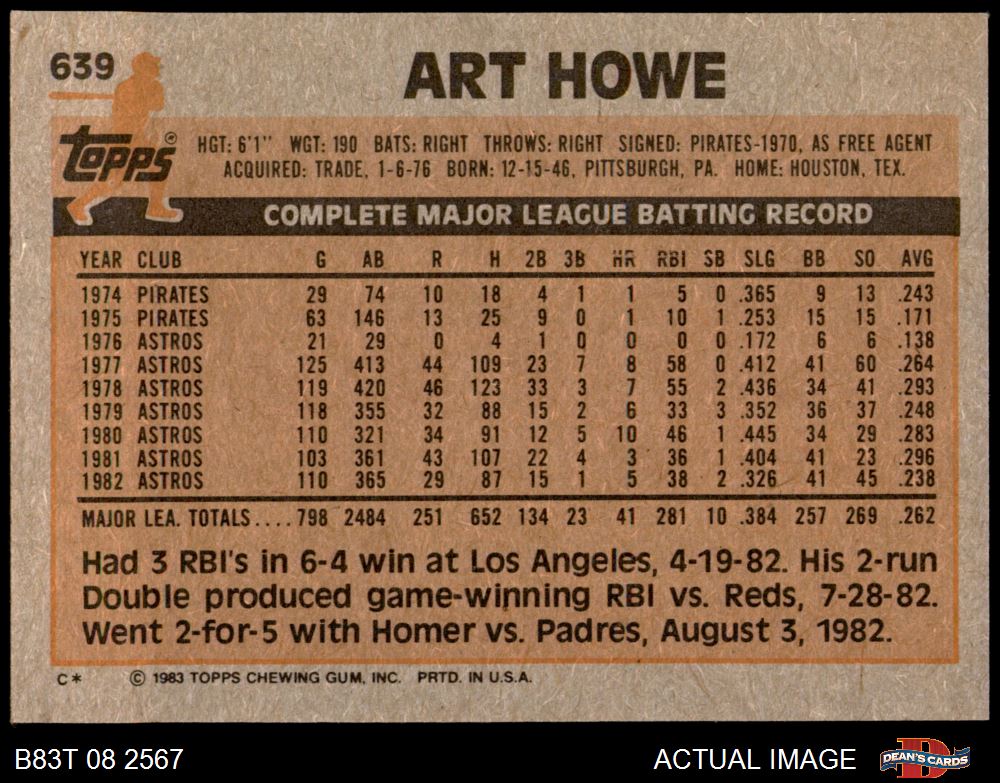 639
ART HOWE
Topps®
HGT: 6'1" WGT: 190 BATS: RIGHT THROWS: RIGHT SIGNED: PIRATES-1970, AS FREE AGENT
ACQUIRED: TRADE, 1-6-76 BORN: 12-15-46, PITTSBURGH, PA. HOME: HOUSTON, TEX.
COMPLETE MAJOR LEAGUE BATTING RECORD
YEAR CLUB G AB R H 2B 3B HR RBI SB SLG BB SO AVG
1974 PIRATES 29 74 10 18 4 1 1 5 0 .365 9 13 .243
1975 PIRATES 63 146 13 25 9 0 1 10 1 .253 15 15 .171
1976 ASTROS 21 29 0 4 1 0 0 0 0 .172 6 6 .138
1977 ASTROS 125 413 44 109 23 7 8 58 0 .412 41 60 .264
1978 ASTROS 119 420 46 123 33 3 7 55 2 .436 34 41 .293
1979 ASTROS 118 355 32 88 15 2 6 33 3 .352 36 37 .248
1980 ASTROS 110 321 34 91 12 5 10 46 1 .445 34 29 .283
1981 ASTROS 103 361 43 107 22 4 3 36 1 .404 41 23 .296
1982 ASTROS 110 365 29 87 15 1 5 38 2 .326 41 45 .238
MAJOR LEA. TOTALS.... 798 2484 251 652 134 23 41 281 10 .384 257 269 .262
Had 3 RBI's in 6-4 win at Los Angeles, 4-19-82. His 2-run
Double produced game-winning RBI vs. Reds, 7-28-82.
Went 2-for-5 with Homer vs. Padres, August 3, 1982.
C* © 1983 TOPPS CHEWING GUM, INC. PRTD. IN U.S.A.
B83T 08 2567 ACTUAL IMAGE DEAN'S CARDS